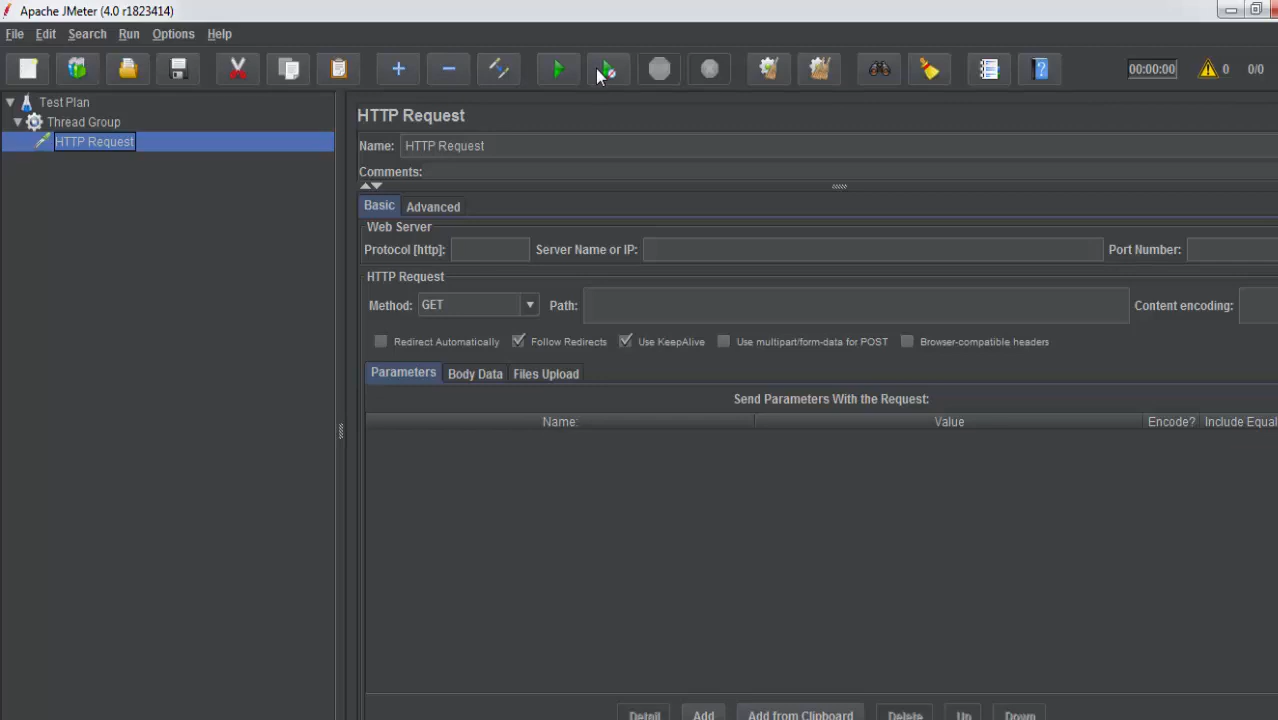 Apache JMeter (4.0 r1823414)
File Edit Search Run Options Help
00:00:00 0 0/0
Test Plan
Thread Group
HTTP Request
HTTP Request
Name: HTTP Request
Comments:
Basic Advanced
Web Server
Protocol [http]: Server Name or IP: Port Number:
HTTP Request
Method: GET Path: Content encoding:
Redirect Automatically Follow Redirects Use KeepAlive Use multipart/form-data for POST Browser-compatible headers
Parameters Body Data Files Upload
Send Parameters With the Request:
Name: Value Encode? Include Equal
Detail Add Add from Clipboard Delete Up Down